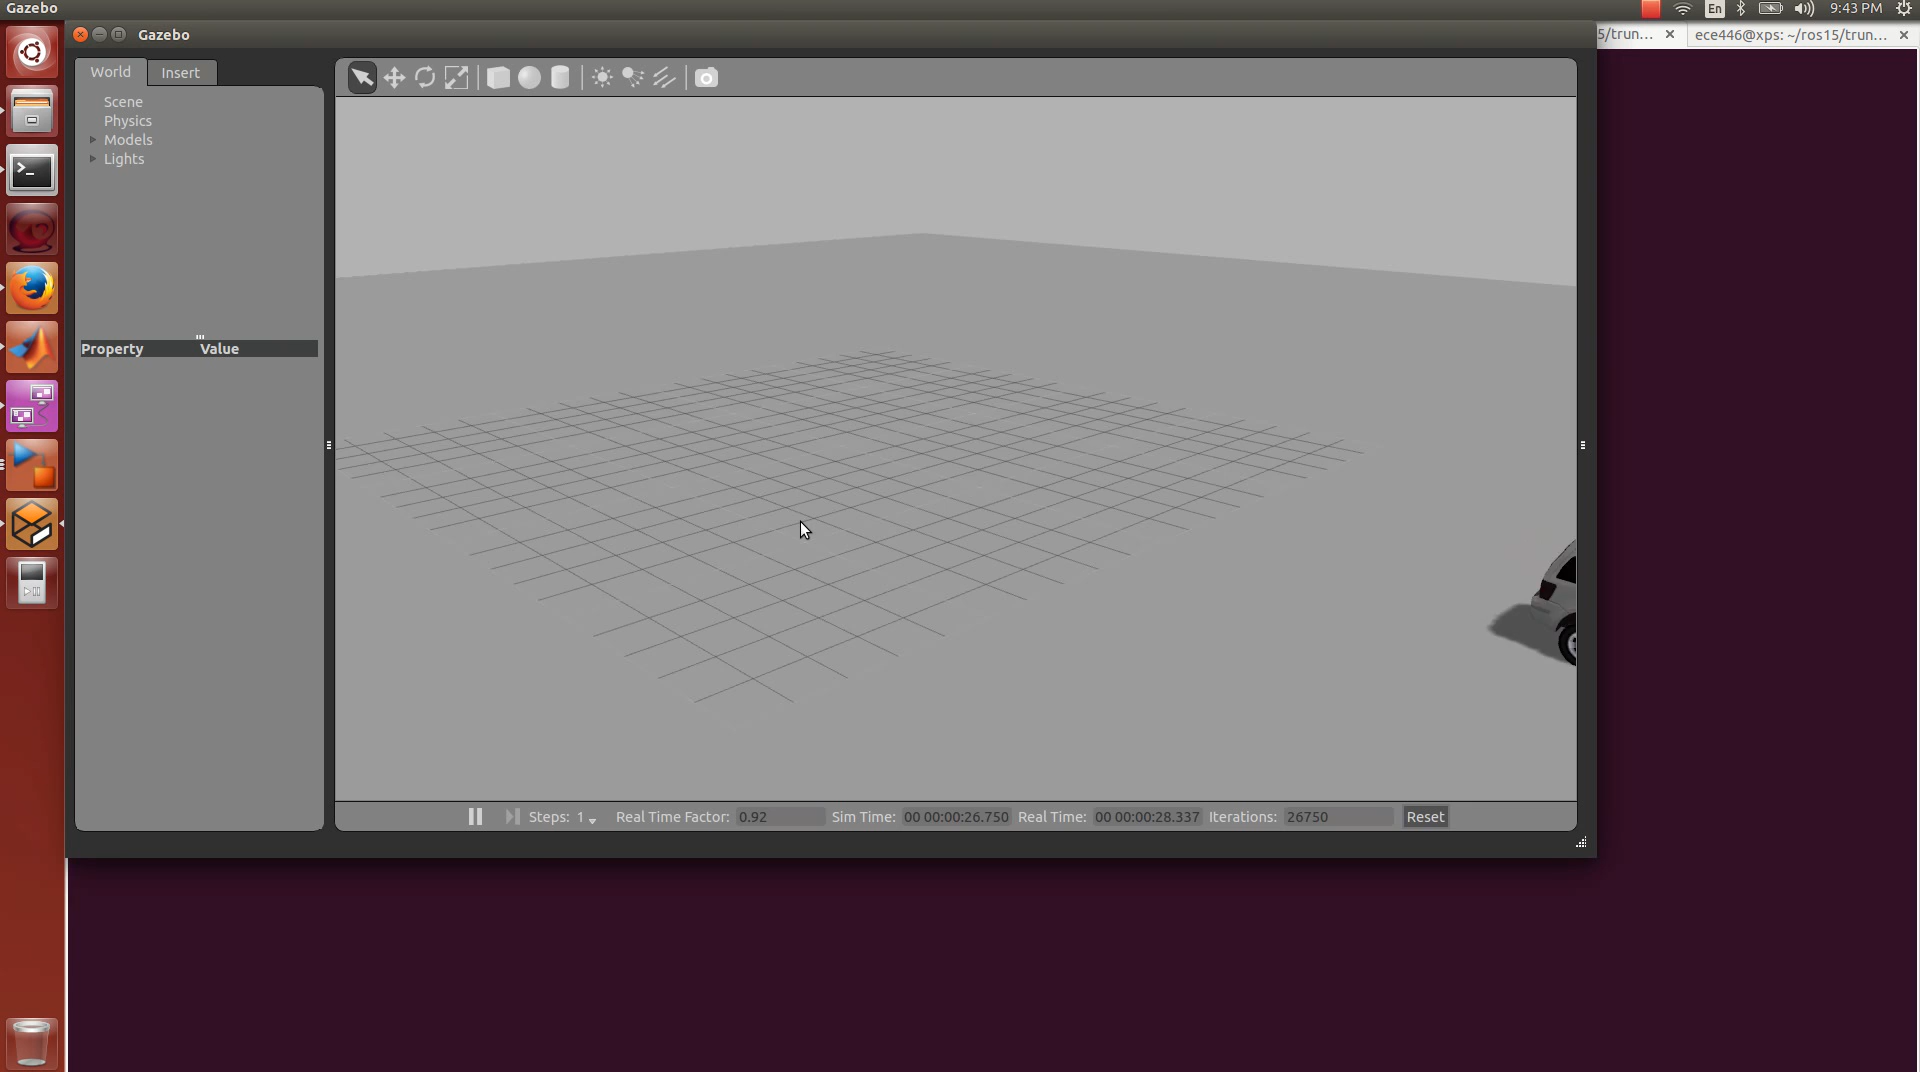 Gazebo
En
9:43 PM
Gazebo
5/trun...
ece446@xps: ~/ros15/trun...
World
Insert
Scene
Physics
Models
Lights
Property Value
Steps: 1 Real Time Factor: 0.92 Sim Time: 00 00:00:26.750 Real Time: 00 00:00:28.337 Iterations: 26750 Reset